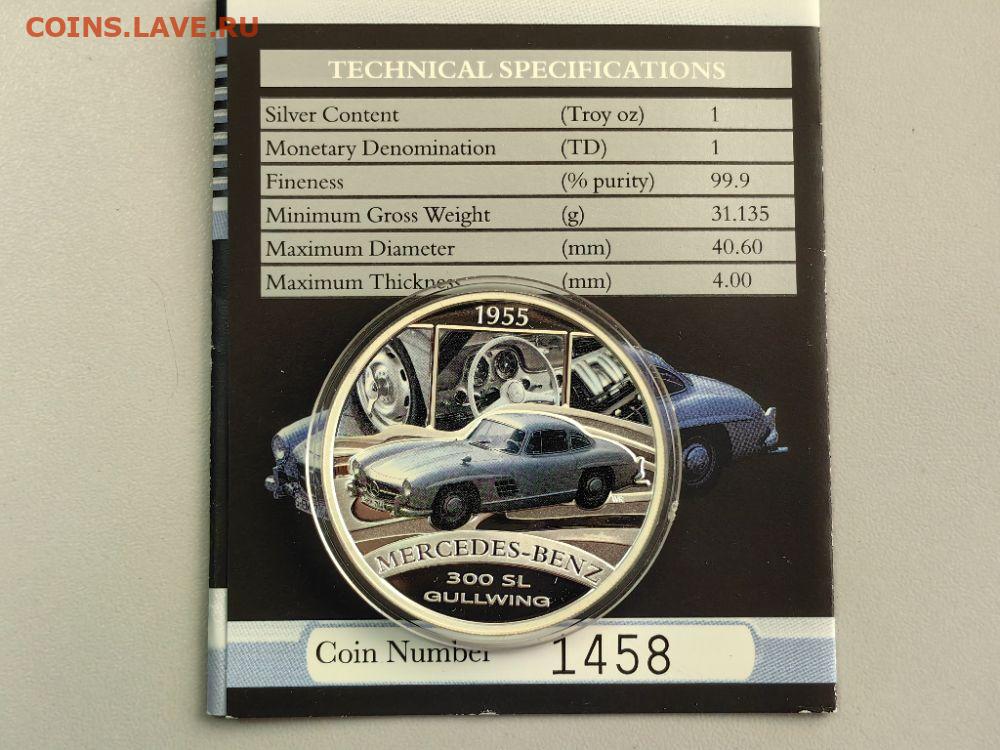 COINS.LAVE.RU
TECHNICAL SPECIFICATIONS
Silver Content (Troy oz) 1
Monetary Denomination (TD) 1
Fineness (% purity) 99.9
Minimum Gross Weight (g) 31.135
Maximum Diameter (mm) 40.60
Maximum Thickness (mm) 4.00
1955
MERCEDES-BENZ
300 SL
GULLWING
Coin Number 1458